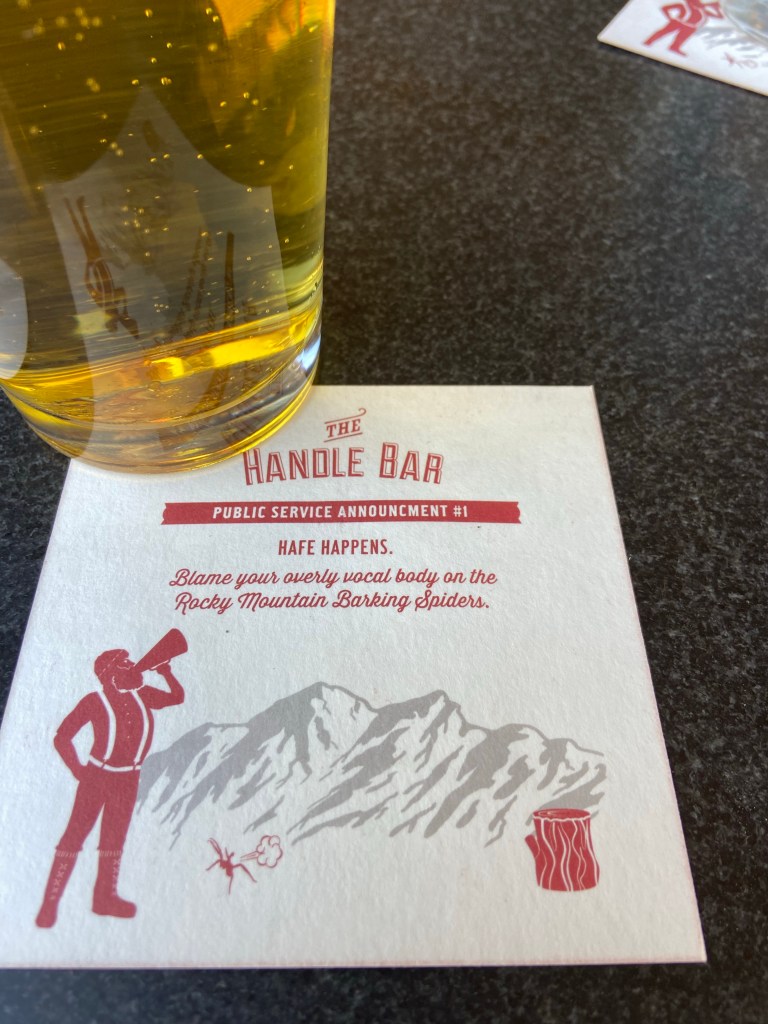 THE
HANDLE BAR
PUBLIC SERVICE ANNOUNCMENT #1
HAFE HAPPENS.
Blame your overly vocal body on the
Rocky Mountain Barking Spiders.